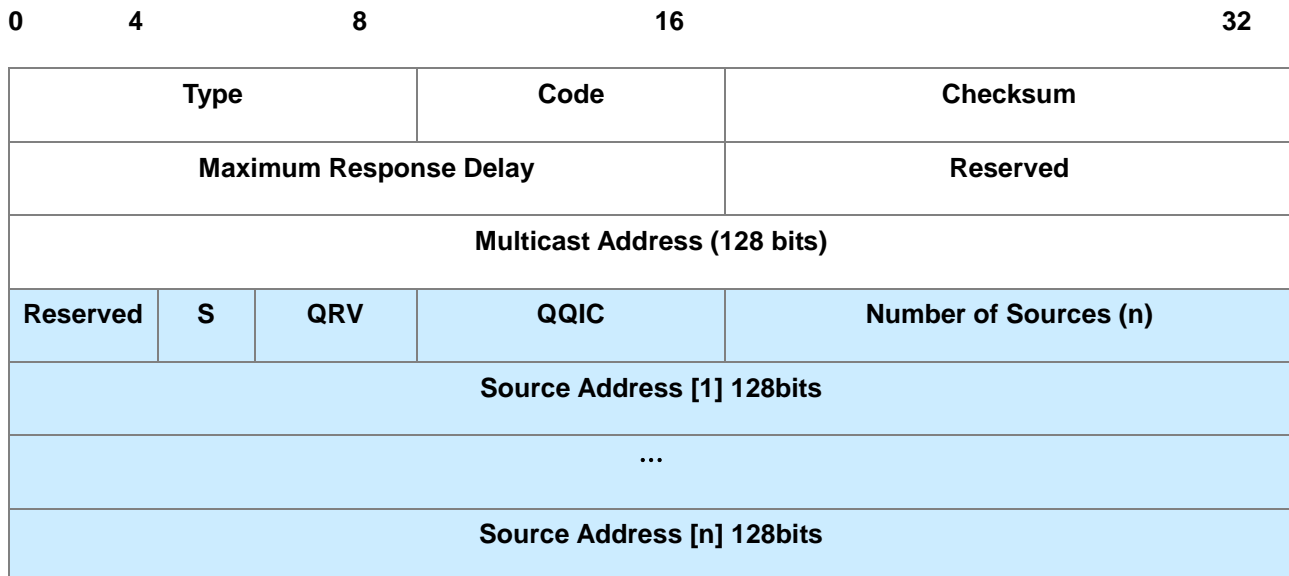 0 4 8 16 32
Type Code Checksum
Maximum Response Delay Reserved
Multicast Address (128 bits)
Reserved S QRV QQIC Number of Sources (n)
Source Address [1] 128bits
…
Source Address [n] 128bits